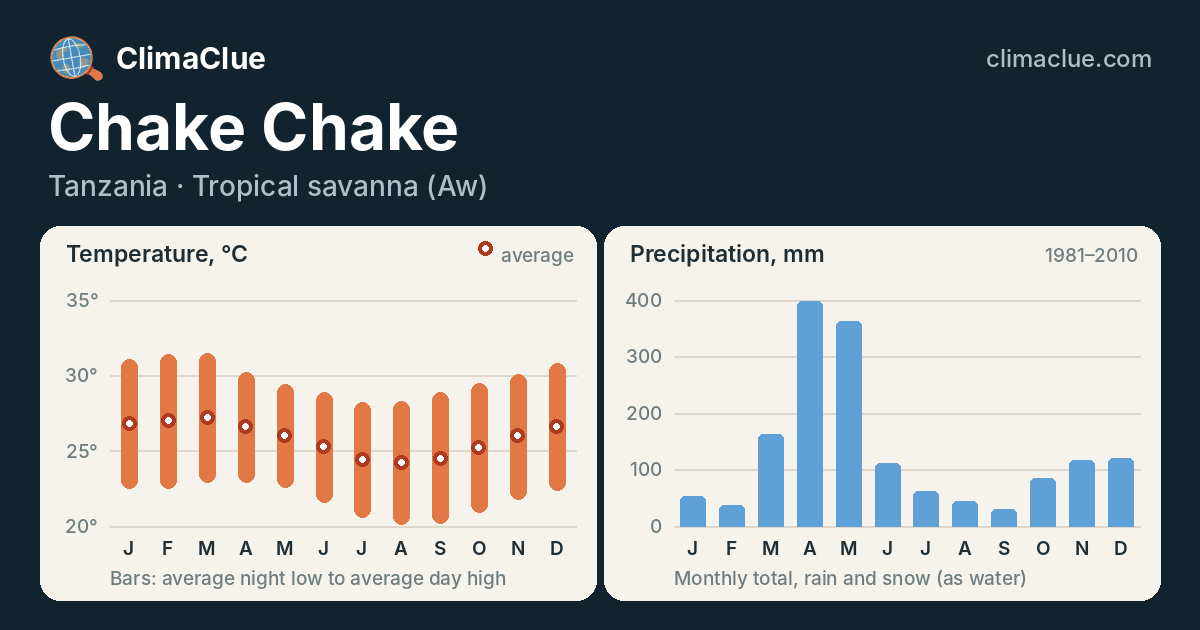 ClimaClue
climaclue.com
Chake Chake
Tanzania · Tropical savanna (Aw)
Temperature, °C
average
35°
30°
25°
20°
J F M A M J J A S O N D
Bars: average night low to average day high
Precipitation, mm
1981–2010
400
300
200
100
0
J F M A M J J A S O N D
Monthly total, rain and snow (as water)